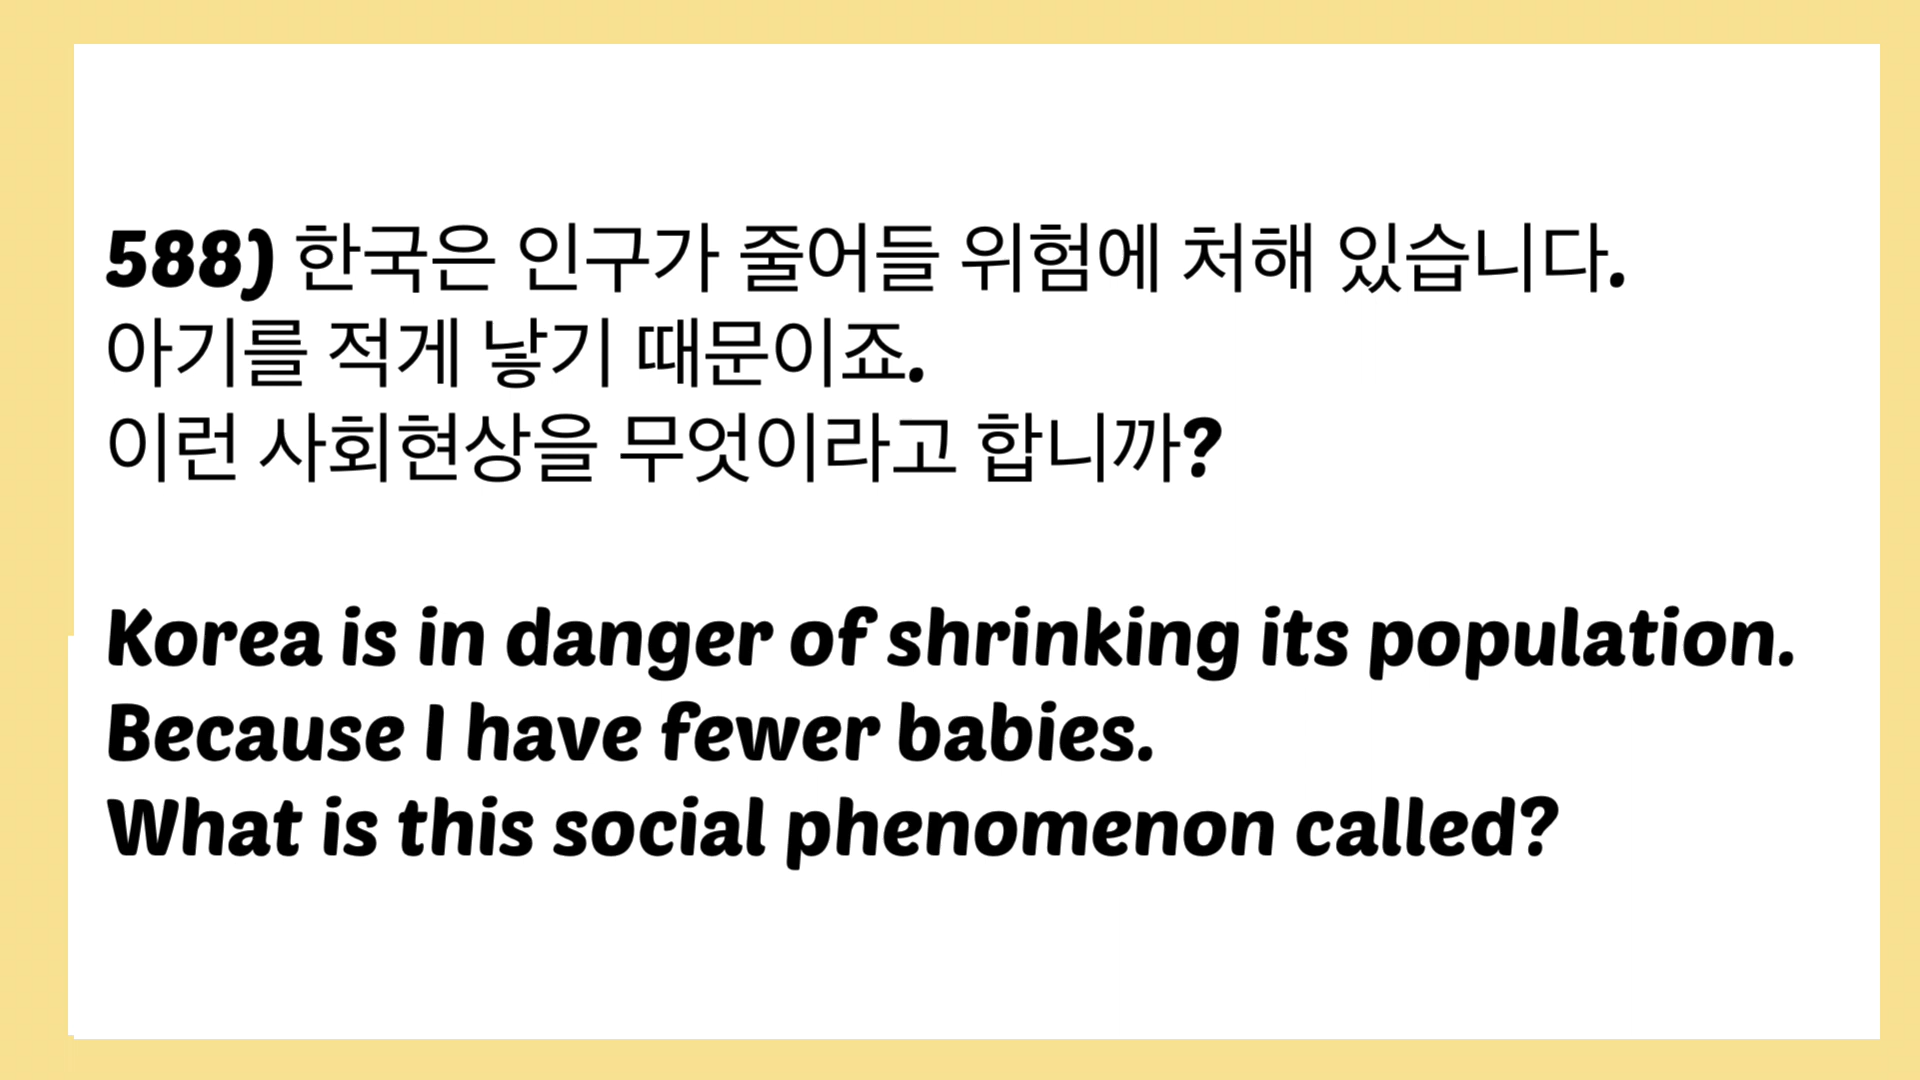 588) 한국은 인구가 줄어들 위험에 처해 있습니다.
아기를 적게 낳기 때문이죠.
이런 사회현상을 무엇이라고 합니까?
Korea is in danger of shrinking its population.
Because I have fewer babies.
What is this social phenomenon called?